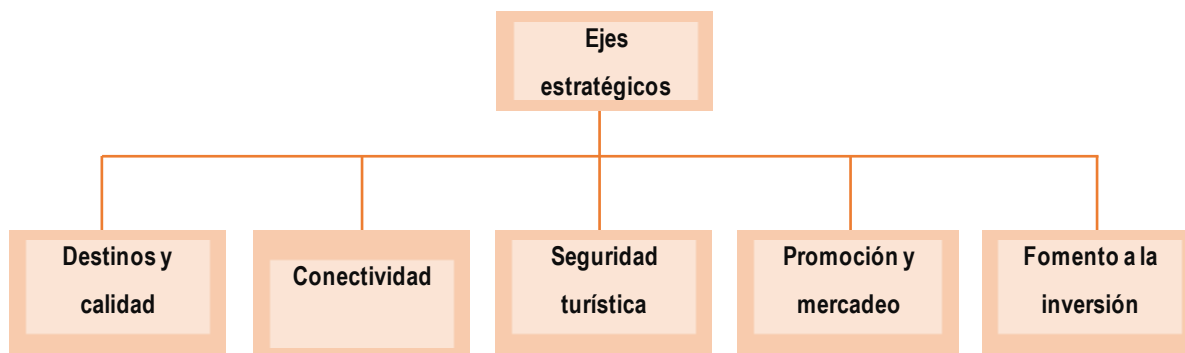 Ejes
estratégicos
Destinos y
calidad
Conectividad
Seguridad
turística
Promoción y
mercadeo
Fomento a la
inversión